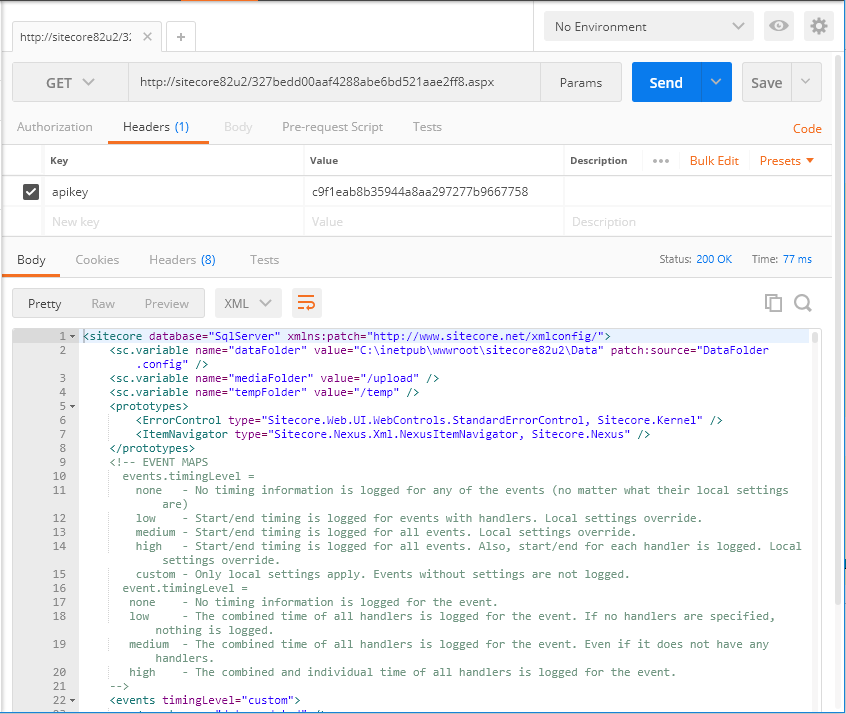 http://sitecore82u2/32
No Environment
GET
http://sitecore82u2/327bedd00aaf4288abe6bd521aae2ff8.aspx
Params
Send
Save
Authorization
Headers (1)
Body
Pre-request Script
Tests
Code
Key
Value
Description
Bulk Edit
Presets
apikey
c9f1eab8b35944a8aa297277b9667758
New key
Value
Description
Body
Cookies
Headers (8)
Tests
Status: 200 OK
Time: 77 ms
Pretty
Raw
Preview
XML
1 <sitecore database="SqlServer" xmlns:patch="http://www.sitecore.net/xmlconfig/">
2 <sc.variable name="dataFolder" value="C:\inetpub\wwwroot\sitecore82u2\Data" patch:source="DataFolder
.config" />
3 <sc.variable name="mediaFolder" value="/upload" />
4 <sc.variable name="tempFolder" value="/temp" />
5 <prototypes>
6 <ErrorControl type="Sitecore.Web.UI.WebControls.StandardErrorControl, Sitecore.Kernel" />
7 <ItemNavigator type="Sitecore.Nexus.Xml.NexusItemNavigator, Sitecore.Nexus" />
8 </prototypes>
9 <!-- EVENT MAPS
10 events.timingLevel =
11 none - No timing information is logged for any of the events (no matter what their local settings
are)
12 low - Start/end timing is logged for events with handlers. Local settings override.
13 medium - Start/end timing is logged for all events. Local settings override.
14 high - Start/end timing is logged for all events. Also, start/end for each handler is logged. Local
settings override.
15 custom - Only local settings apply. Events without settings are not logged.
16 event.timingLevel =
17 none - No timing information is logged for the event.
18 low - The combined time of all handlers is logged for the event. If no handlers are specified,
nothing is logged.
19 medium - The combined time of all handlers is logged for the event. Even if it does not have any
handlers.
20 high - The combined and individual time of all handlers is logged for the event.
21 -->
22 <events timingLevel="custom">